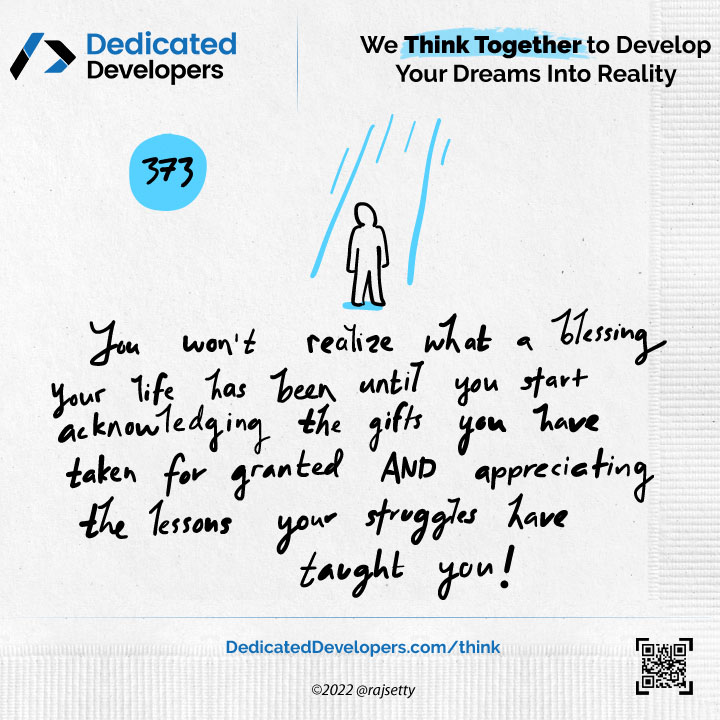 Dedicated
Developers
We Think Together to Develop
Your Dreams Into Reality
373
You won't realize what a blessing
your life has been until you start
acknowledging the gifts you have
taken for granted AND appreciating
the lessons your struggles have
taught you!
DedicatedDevelopers.com/think
©2022 @rajsetty